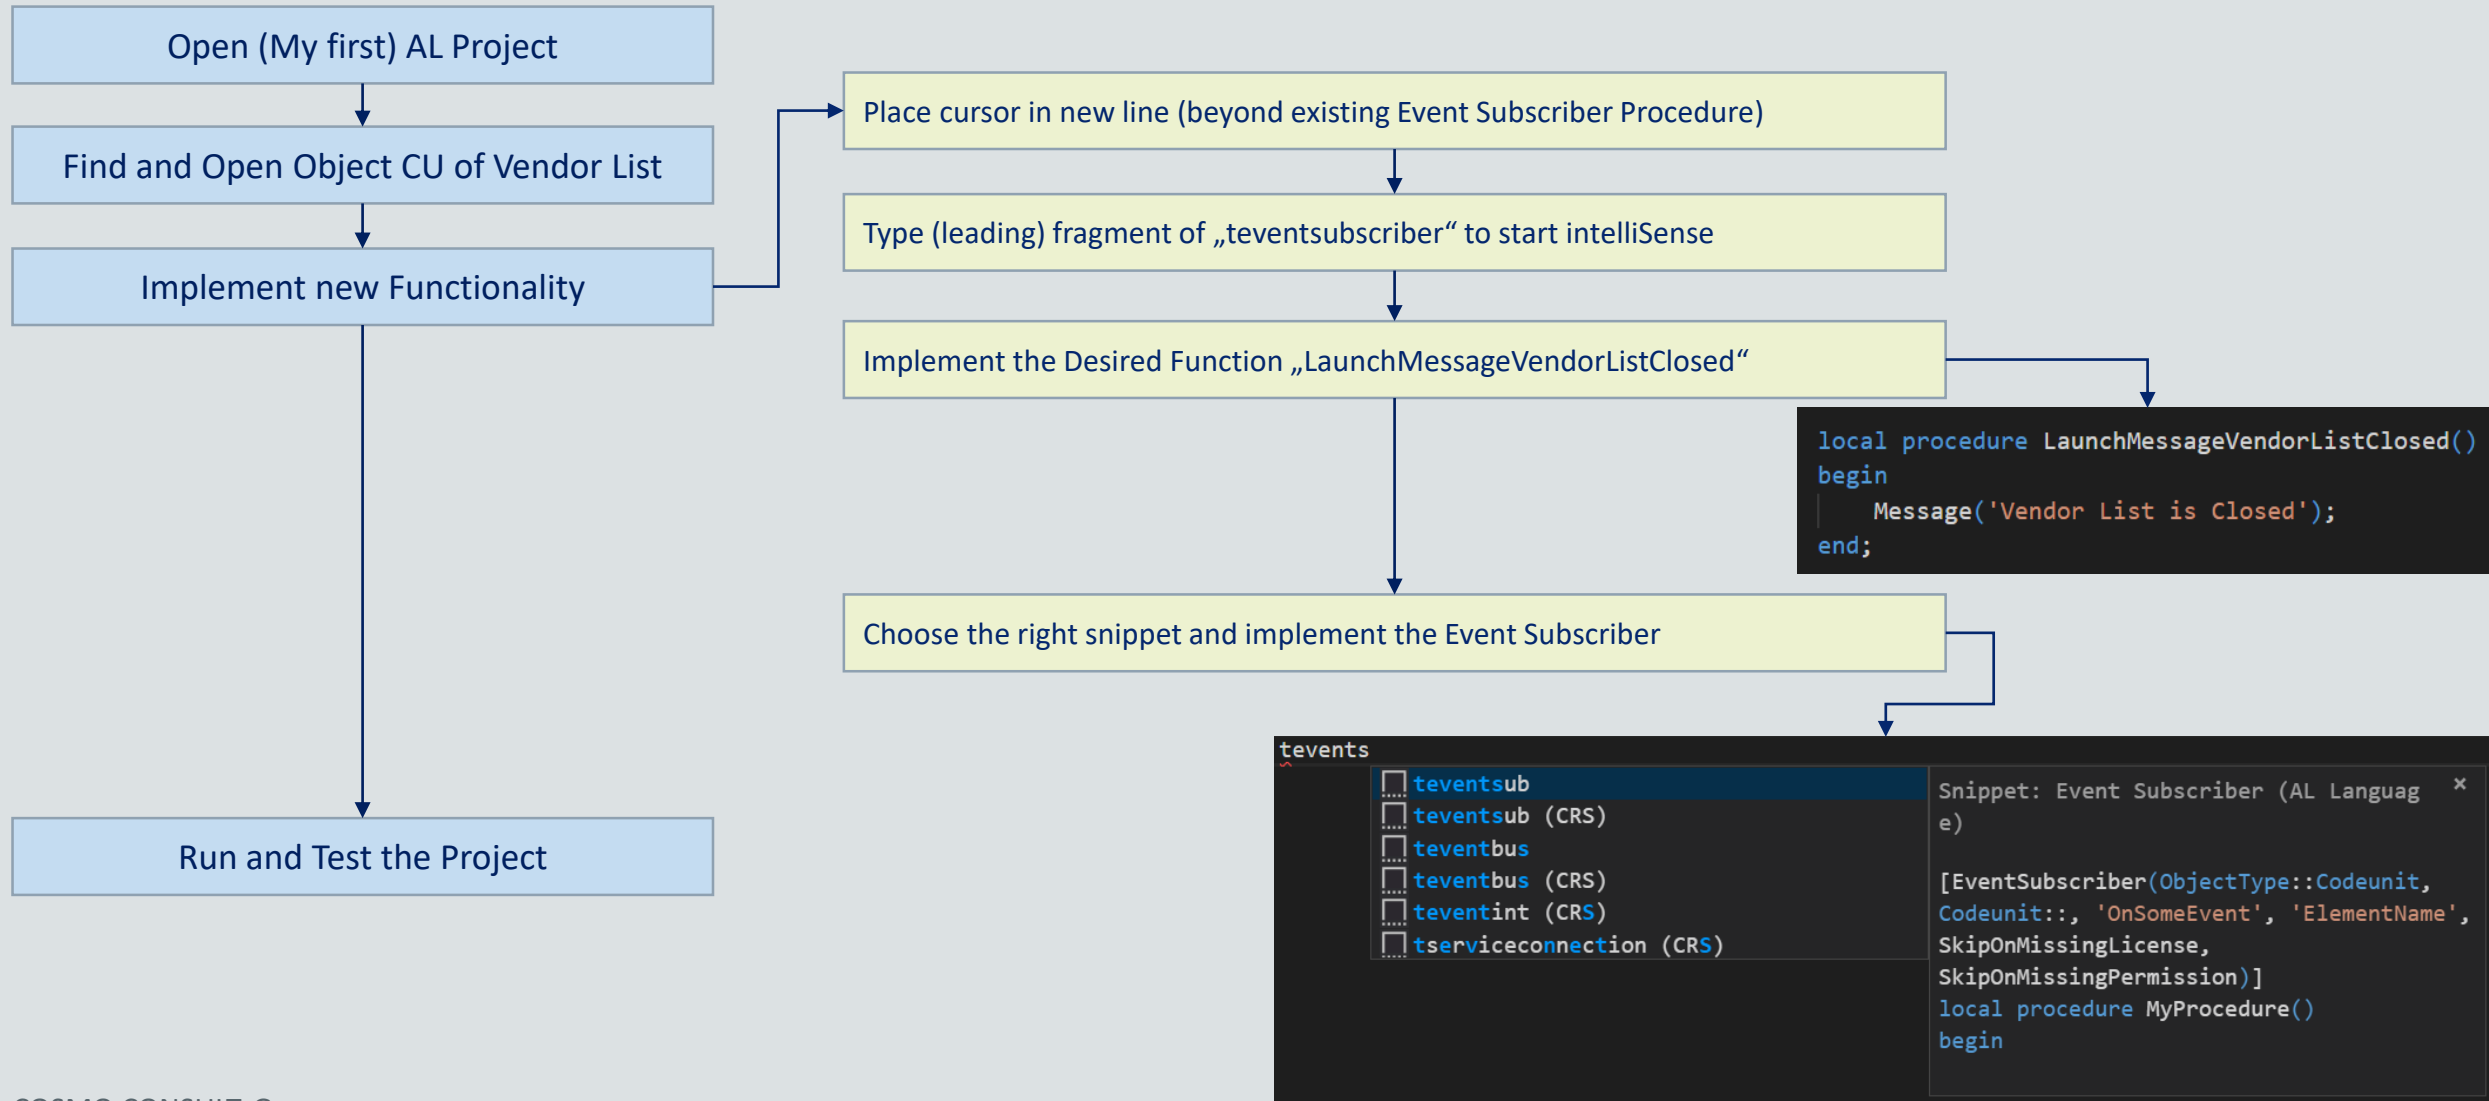 Open (My first) AL Project
Find and Open Object CU of Vendor List
Implement new Functionality
Run and Test the Project
Place cursor in new line (beyond existing Event Subscriber Procedure)
Type (leading) fragment of „teventsubscriber“ to start intelliSense
Implement the Desired Function „LaunchMessageVendorListClosed“
local procedure LaunchMessageVendorListClosed()
begin
Message('Vendor List is Closed');
end;
Choose the right snippet and implement the Event Subscriber
tevents
teventsub
teventsub (CRS)
teventbus
teventbus (CRS)
teventint (CRS)
tserviceconnection (CRS)
Snippet: Event Subscriber (AL Languag
e)
[EventSubscriber(ObjectType::Codeunit,
Codeunit::, 'OnSomeEvent', 'ElementName',
SkipOnMissingLicense,
SkipOnMissingPermission)]
local procedure MyProcedure()
begin